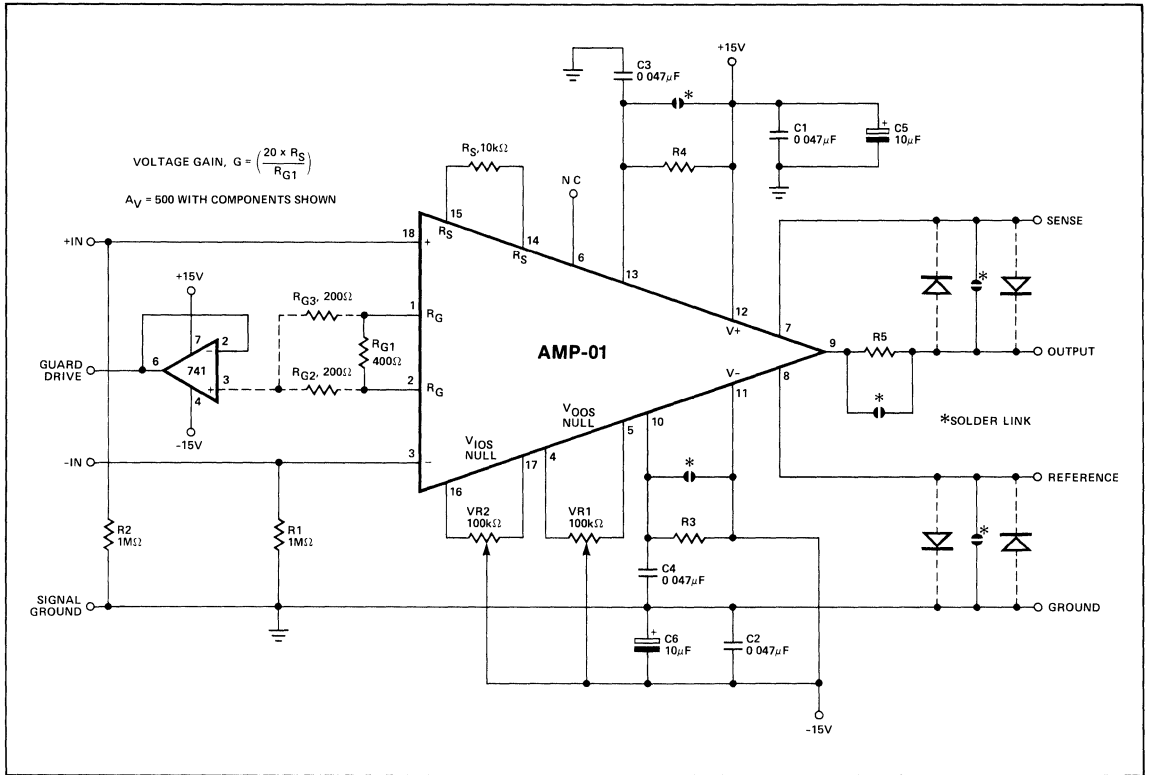 +15V
C3
0 047µF
*
C1
0 047µF
+
C5
10µF
VOLTAGE GAIN, G = (20 x RS / RG1)
AV = 500 WITH COMPONENTS SHOWN
RS, 10kΩ
N C
R4
15
RS
14
RS
6
13
+IN
18
+
SENSE
+15V
RG3, 200Ω
1
RG
12
V+
7
*
7
2
−
6
741
3
+
4
GUARD
DRIVE
RG1
400Ω
AMP-01
9
R5
OUTPUT
RG2, 200Ω
2
RG
V−
11
8
*
*SOLDER LINK
-15V
VOOS
NULL
5
10
VIOS
NULL
-IN
3
−
17
4
*
REFERENCE
16
R2
1MΩ
R1
1MΩ
VR2
100kΩ
VR1
100kΩ
R3
*
C4
0 047µF
SIGNAL
GROUND
GROUND
+
C6
10µF
C2
0 047µF
-15V